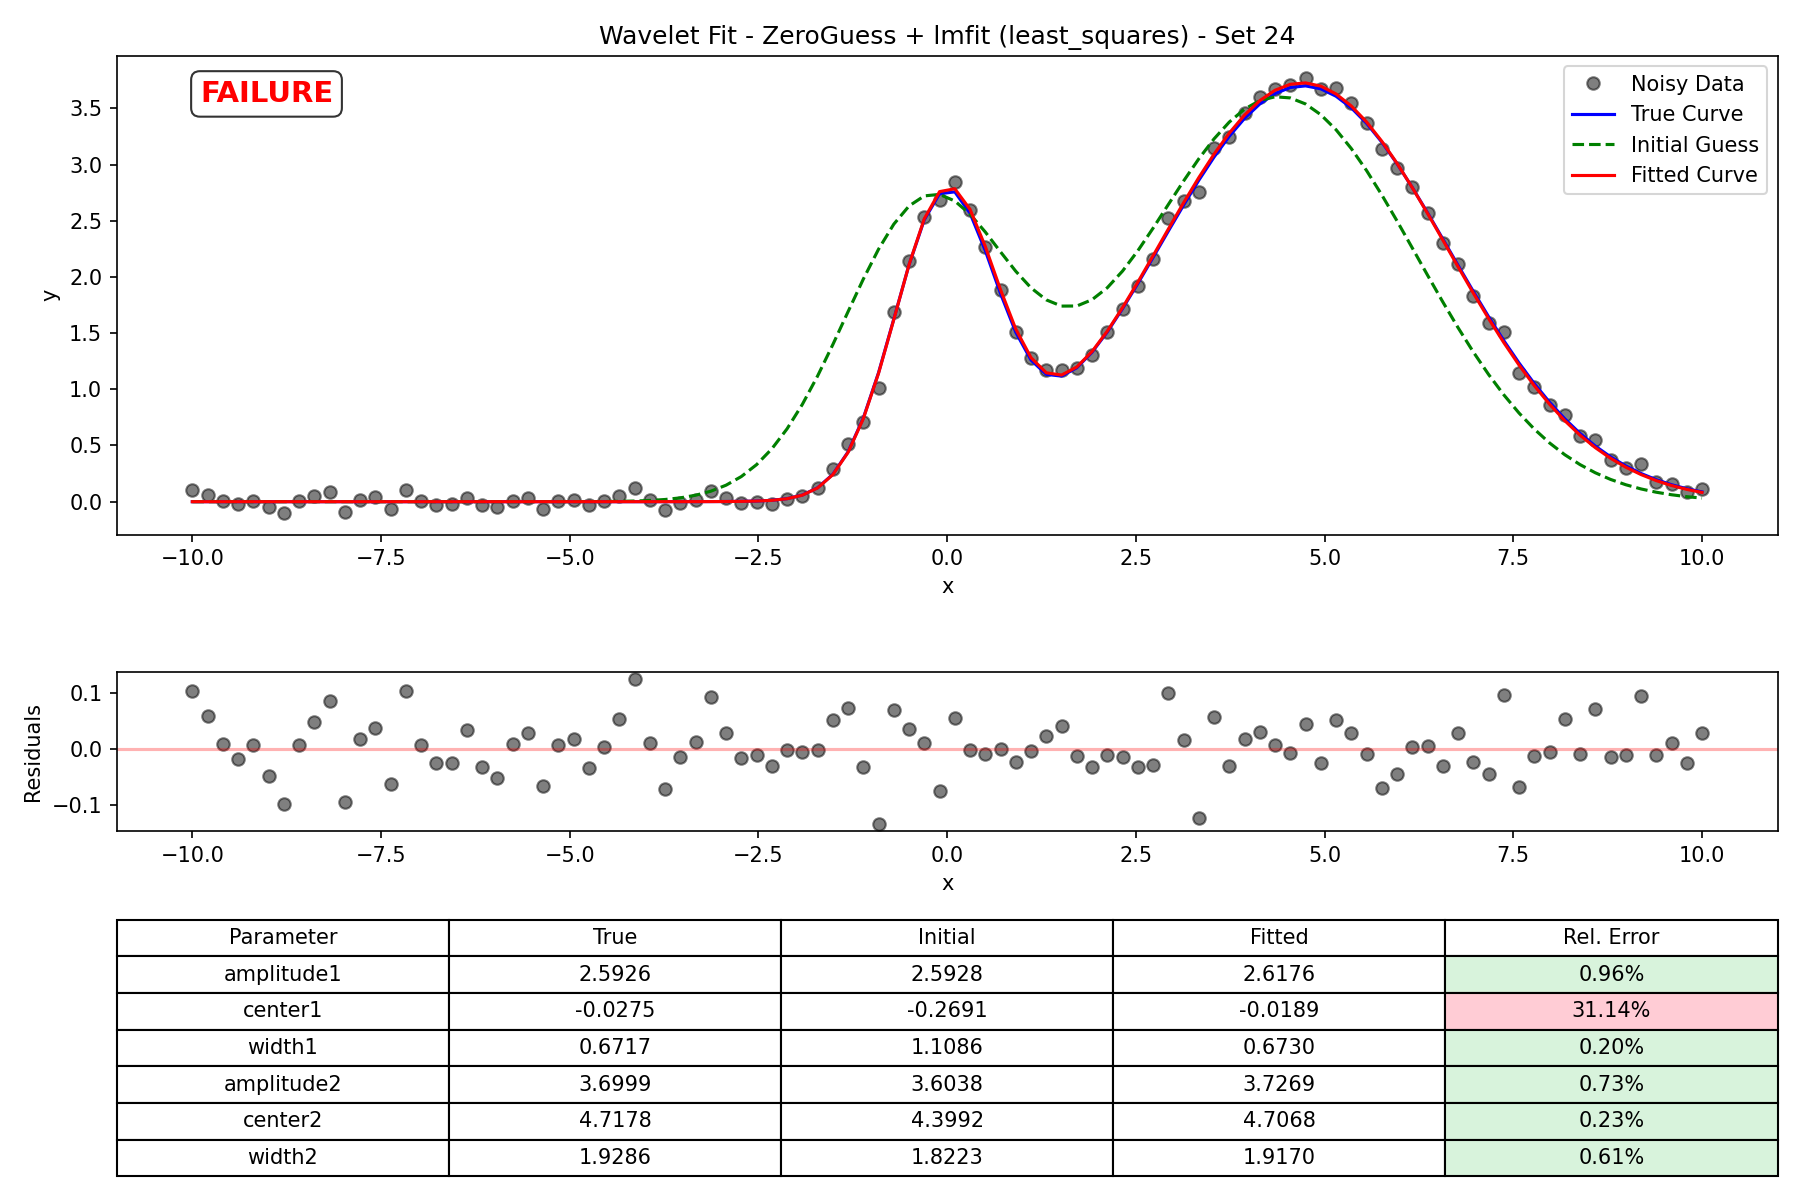 Wavelet Fit - ZeroGuess + lmfit (least_squares) - Set 24
FAILURE
Noisy Data
True Curve
Initial Guess
Fitted Curve
y
3.5
3.0
2.5
2.0
1.5
1.0
0.5
0.0
−10.0 −7.5 −5.0 −2.5 0.0 2.5 5.0 7.5 10.0
x
Residuals
0.1
0.0
−0.1
−10.0 −7.5 −5.0 −2.5 0.0 2.5 5.0 7.5 10.0
x
Parameter True Initial Fitted Rel. Error
amplitude1 2.5926 2.5928 2.6176 0.96%
center1 -0.0275 -0.2691 -0.0189 31.14%
width1 0.6717 1.1086 0.6730 0.20%
amplitude2 3.6999 3.6038 3.7269 0.73%
center2 4.7178 4.3992 4.7068 0.23%
width2 1.9286 1.8223 1.9170 0.61%